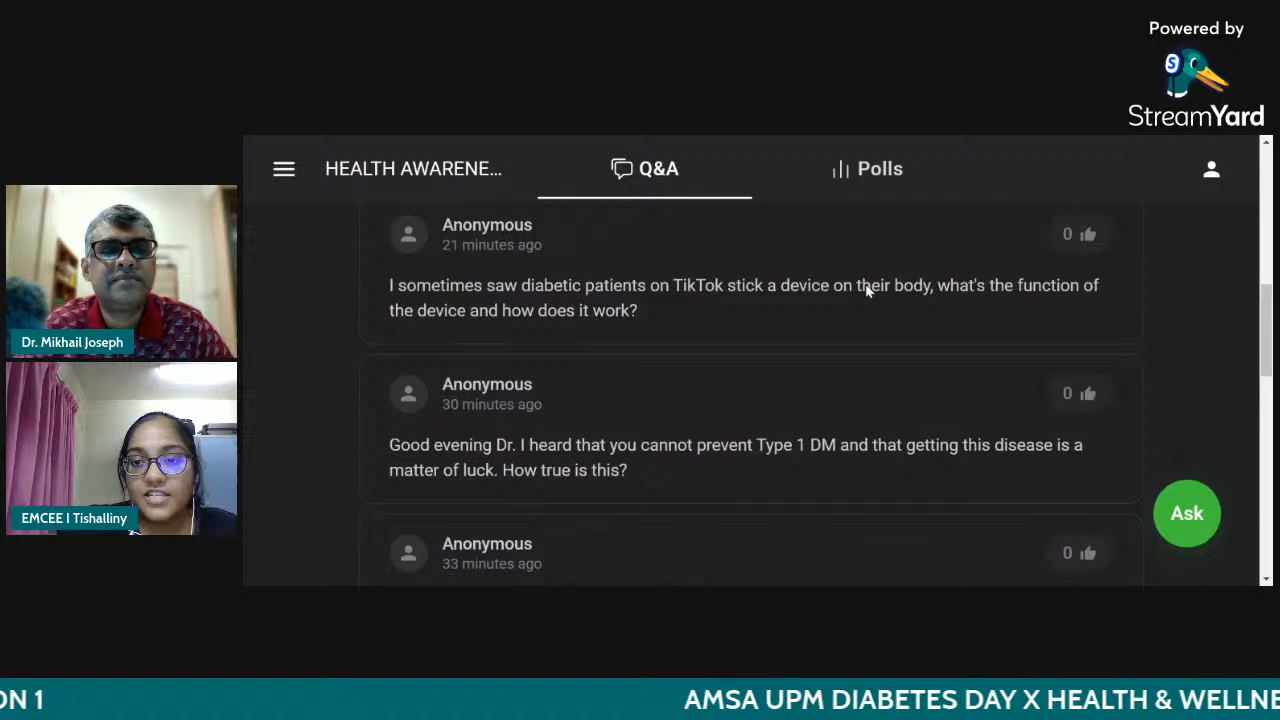 Powered by
S
StreamYard
HEALTH AWARENE...
Q&A
Polls
Anonymous
0
21 minutes ago
I sometimes saw diabetic patients on TikTok stick a device on their body, what's the function of
the device and how does it work?
Anonymous
0
30 minutes ago
Good evening Dr. I heard that you cannot prevent Type 1 DM and that getting this disease is a
matter of luck. How true is this?
Anonymous
0
33 minutes ago
Ask
Dr. Mikhail Joseph
EMCEE I Tishalliny
ON 1
AMSA UPM DIABETES DAY X HEALTH & WELLNE